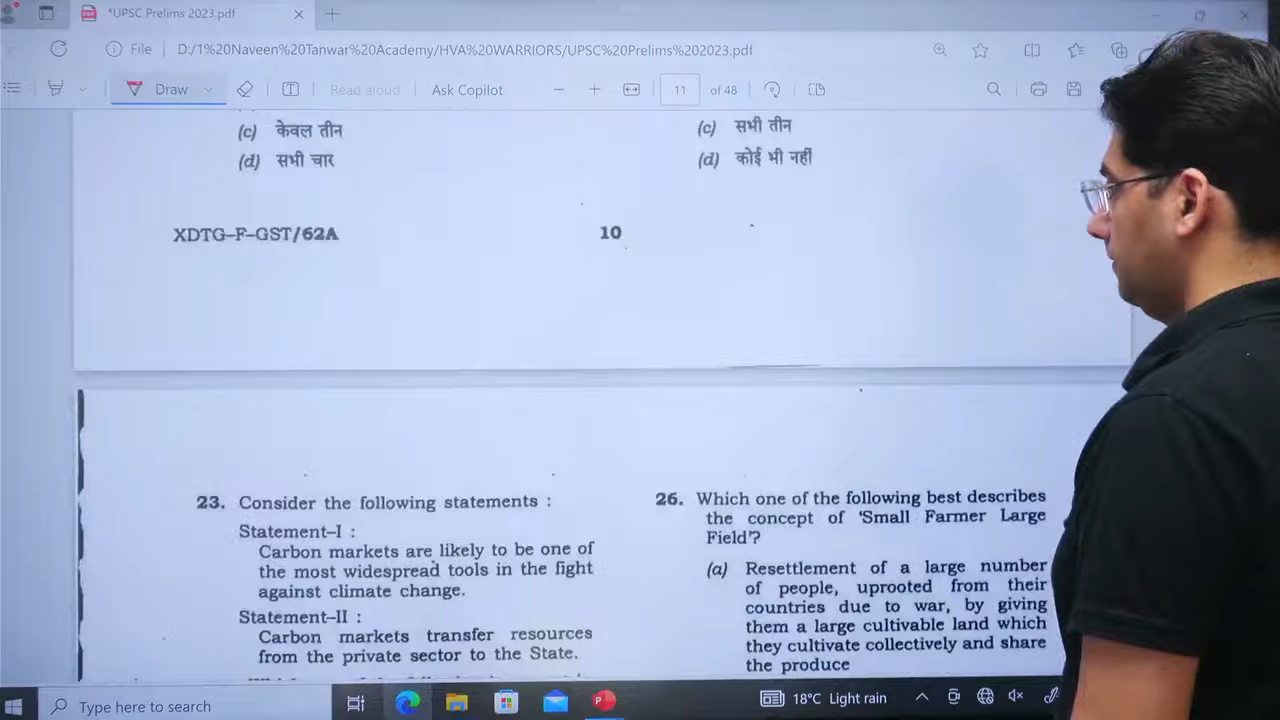 *UPSC Prelims 2023.pdf
File
D:/1%20Naveen%20Tanwar%20Academy/HVA%20WARRIORS/UPSC%20Prelims%202023.pdf
Draw
Read aloud
Ask Copilot
11 of 48
(c) केवल तीन
(d) सभी चार
(c) सभी तीन
(d) कोई भी नहीं
XDTG-F-GST/62A
10
23. Consider the following statements :
Statement-I :
Carbon markets are likely to be one of
the most widespread tools in the fight
against climate change.
Statement-II :
Carbon markets transfer resources
from the private sector to the State.
26. Which one of the following best describes
the concept of 'Small Farmer Large
Field'?
(a) Resettlement of a large number
of people, uprooted from their
countries due to war, by giving
them a large cultivable land which
they cultivate collectively and share
the produce
Type here to search
18°C Light rain